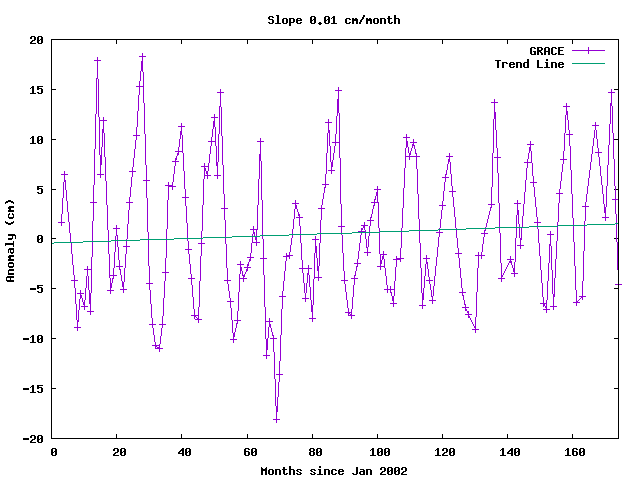 Slope 0.01 cm/month
GRACE
Trend Line
20
15
10
5
0
-5
-10
-15
-20
Anomaly (cm)
0 20 40 60 80 100 120 140 160
Months since Jan 2002